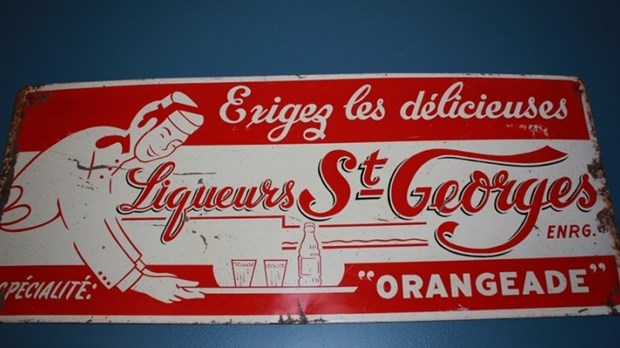 Exigez les délicieuses
Liqueurs St-Georges
ENRG.
SPÉCIALITÉ: "ORANGEADE"